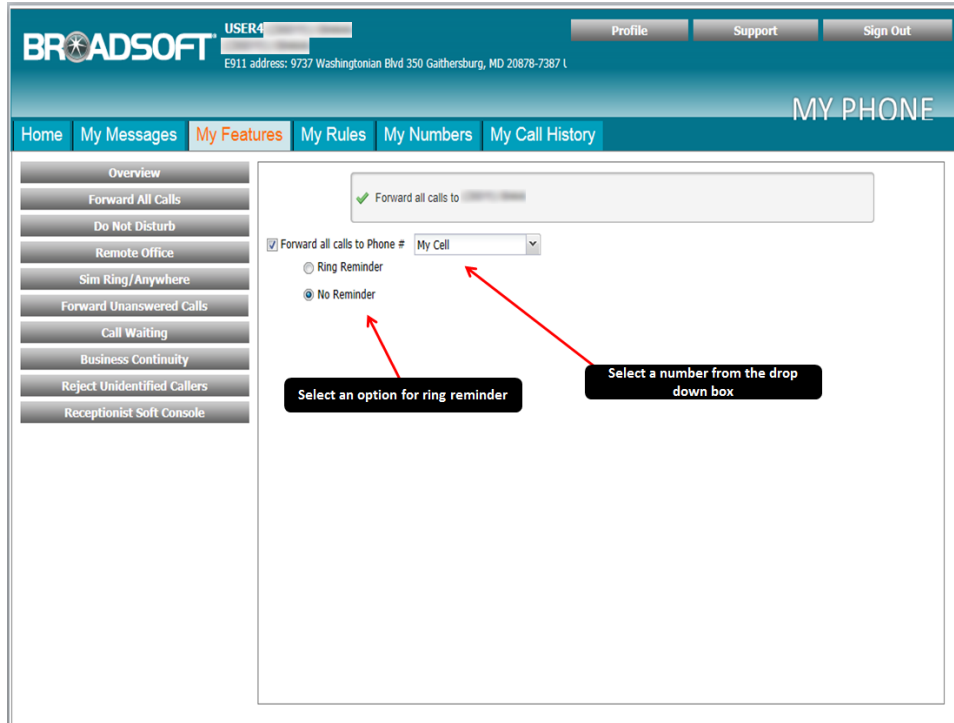 BROADSOFT
USER4
E911 address: 9737 Washingtonian Blvd 350 Gaithersburg, MD 20878-7387 U
Profile
Support
Sign Out
MY PHONE
Home
My Messages
My Features
My Rules
My Numbers
My Call History
Overview
Forward All Calls
Do Not Disturb
Remote Office
Sim Ring/Anywhere
Forward Unanswered Calls
Call Waiting
Business Continuity
Reject Unidentified Callers
Receptionist Soft Console
Forward all calls to
Forward all calls to Phone #
My Cell
Ring Reminder
No Reminder
Select an option for ring reminder
Select a number from the drop
down box